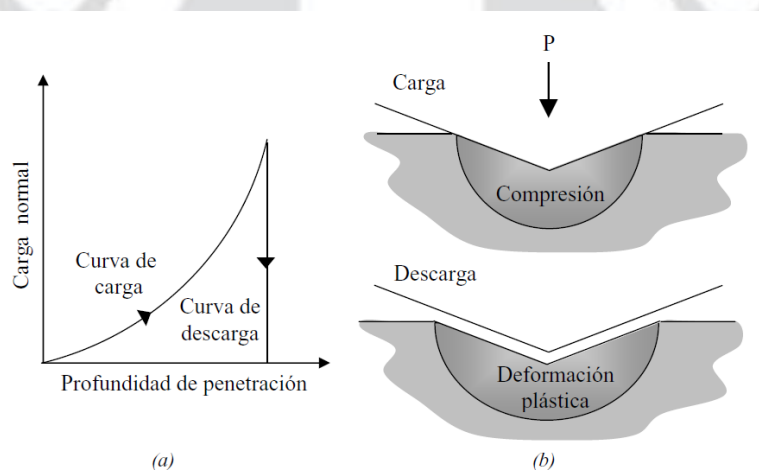 Carga normal
Curva de
carga
Curva de
descarga
Profundidad de penetración
(a)
P
Carga
Compresión
Descarga
Deformación
plástica
(b)